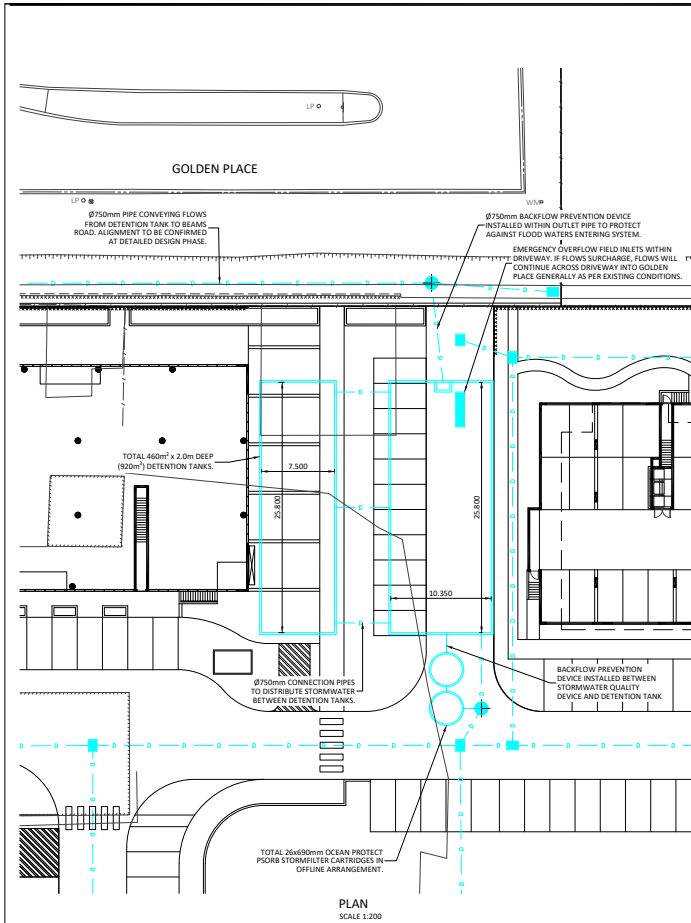 LP
GOLDEN PLACE
LP
WM
Ø750mm PIPE CONVEYING FLOWS
FROM DETENTION TANK TO BEAMS
ROAD. ALIGNMENT TO BE CONFIRMED
AT DETAILED DESIGN PHASE.
Ø750mm BACKFLOW PREVENTION DEVICE
INSTALLED WITHIN OUTLET PIPE TO PROTECT
AGAINST FLOOD WATERS ENTERING SYSTEM.
EMERGENCY OVERFLOW FIELD INLETS WITHIN
DRIVEWAY. IF FLOWS SURCHARGE, FLOWS WILL
CONTINUE ACROSS DRIVEWAY INTO GOLDEN
PLACE GENERALLY AS PER EXISTING CONDITIONS.
D D D D D D
D D D D
D
TOTAL 460m² x 2.0m DEEP
(920m³) DETENTION TANKS.
7.500
25.800
25.800
D
D
10.350
D
Ø750mm CONNECTION PIPES
TO DISTRIBUTE STORMWATER
BETWEEN DETENTION TANKS.
BACKFLOW PREVENTION
DEVICE INSTALLED BETWEEN
STORMWATER QUALITY
DEVICE AND DETENTION TANK
D D D D D D D D D D
TOTAL 26x690mm OCEAN PROTECT
PSORB STORMFILTER CARTRIDGES IN
OFFLINE ARRANGEMENT.
PLAN
SCALE 1:200